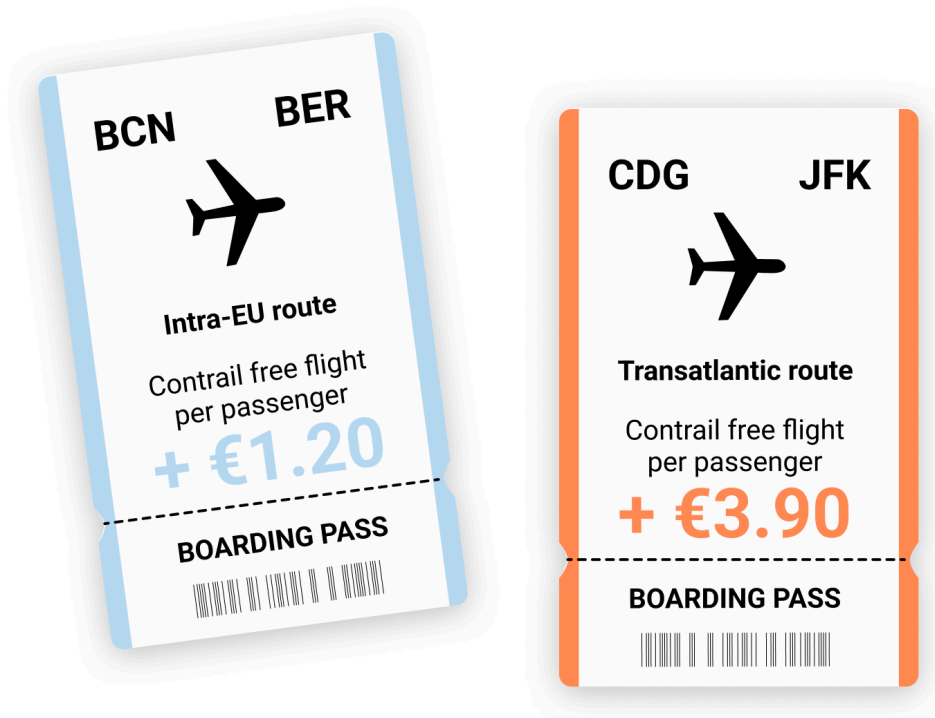 BCN BER
Intra-EU route
Contrail free flight
per passenger
+ €1.20
BOARDING PASS
CDG JFK
Transatlantic route
Contrail free flight
per passenger
+ €3.90
BOARDING PASS